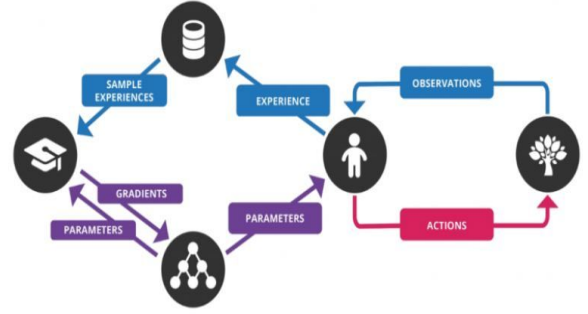 SAMPLE
EXPERIENCES
EXPERIENCE
OBSERVATIONS
GRADIENTS
PARAMETERS
PARAMETERS
ACTIONS